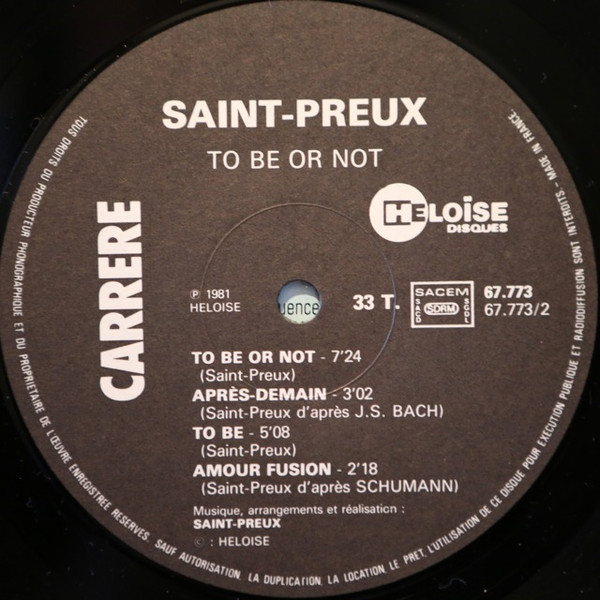 SAINT-PREUX
TO BE OR NOT
CARRERE
HELOÏSE
DISQUES
℗ 1981
HELOISE
uence
33 T.
SACEM
SACD
SDRM
SGDL
67.773
67.773/2
TO BE OR NOT - 7'24
(Saint-Preux)
APRÈS-DEMAIN - 3'02
(Saint-Preux d'après J.S. BACH)
TO BE - 5'08
(Saint-Preux)
AMOUR FUSION - 2'18
(Saint-Preux d'après SCHUMANN)
Musique, arrangements et réalisation :
SAINT-PREUX
© : HELOISE
TOUS DROITS DU PRODUCTEUR PHONOGRAPHIQUE ET DU PROPRIETAIRE DE L'ŒUVRE ENREGISTREE RESERVES. SAUF AUTORISATION, LA DUPLICATION, LA LOCATION, LE PRET, L'UTILISATION DE CE DISQUE POUR EXECUTION PUBLIQUE ET RADIODIFFUSION SONT INTERDITS. - MADE IN FRANCE.